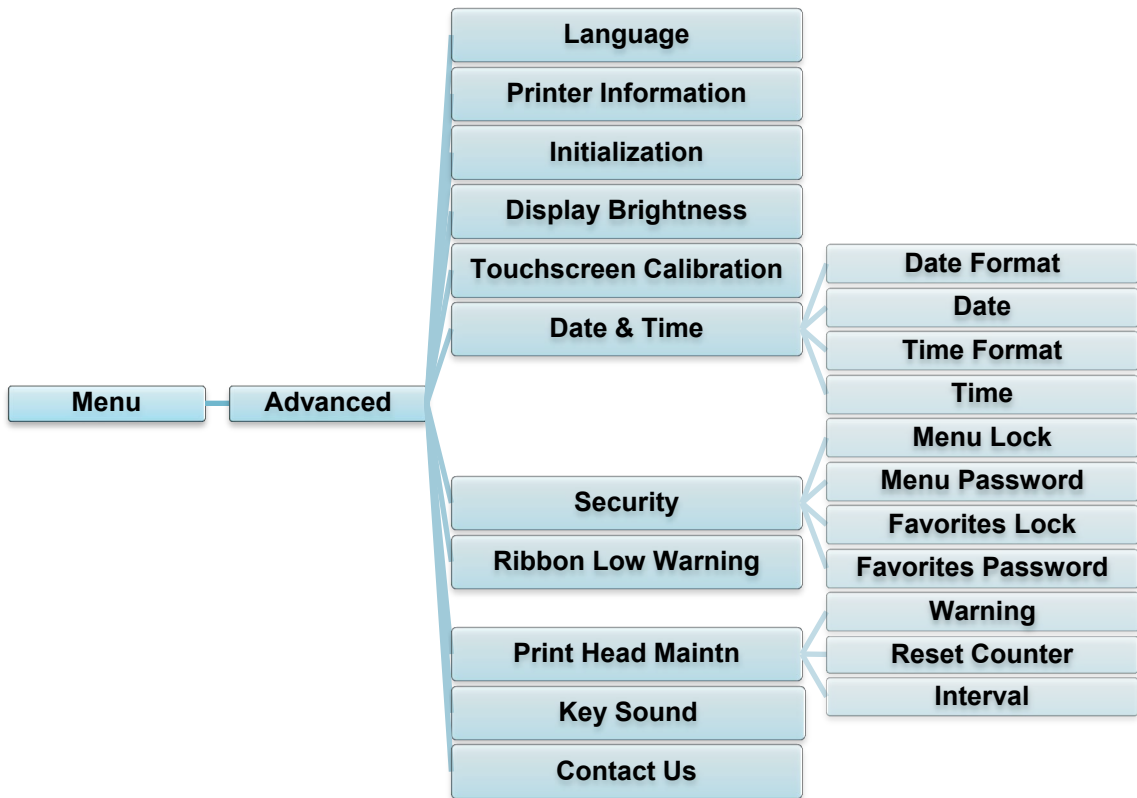 Language
Printer Information
Initialization
Display Brightness
Touchscreen Calibration
Date & Time
Date Format
Date
Time Format
Time
Menu
Advanced
Security
Menu Lock
Menu Password
Favorites Lock
Favorites Password
Ribbon Low Warning
Print Head Maintn
Warning
Reset Counter
Interval
Key Sound
Contact Us